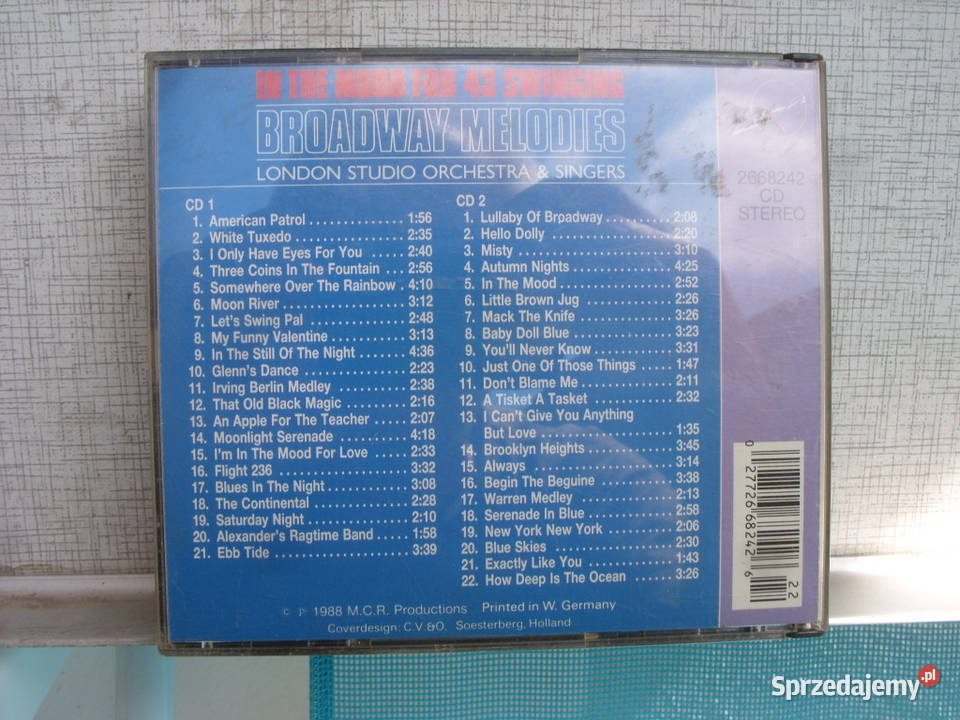 IN THE MOOD FOR 43 SWINGING
BROADWAY MELODIES
LONDON STUDIO ORCHESTRA & SINGERS
2668242
CD
STEREO
CD 1
1. American Patrol ............ 1:56
2. White Tuxedo ............ 2:35
3. I Only Have Eyes For You ..... 2:40
4. Three Coins In The Fountain ... 2:56
5. Somewhere Over The Rainbow . 4:10
6. Moon River ............ 3:12
7. Let's Swing Pal ............ 2:48
8. My Funny Valentine ............ 3:13
9. In The Still Of The Night ....... 4:36
10. Glenn's Dance ............ 2:23
11. Irving Berlin Medley ......... 2:38
12. That Old Black Magic ........ 2:16
13. An Apple For The Teacher ..... 2:07
14. Moonlight Serenade ......... 4:18
15. I'm In The Mood For Love ..... 2:33
16. Flight 236 ............ 3:32
17. Blues In The Night ............ 3:08
18. The Continental ............ 2:28
19. Saturday Night ............ 2:10
20. Alexander's Ragtime Band ..... 1:58
21. Ebb Tide ............ 3:39
CD 2
1. Lullaby Of Brpadway .......... 2:08
2. Hello Dolly ............ 2:20
3. Misty ............ 3:10
4. Autumn Nights ............ 4:25
5. In The Mood ............ 2:52
6. Little Brown Jug ............ 2:26
7. Mack The Knife ............ 3:26
8. Baby Doll Blue ............ 3:23
9. You'll Never Know ............ 3:31
10. Just One Of Those Things ..... 1:47
11. Don't Blame Me ............ 2:11
12. A Tisket A Tasket ............ 2:32
13. I Can't Give You Anything
But Love ............ 1:35
14. Brooklyn Heights ............ 3:45
15. Always ............ 3:14
16. Begin The Beguine ............ 3:38
17. Warren Medley ............ 2:13
18. Serenade In Blue ............ 2:58
19. New York New York ......... 2:06
20. Blue Skies ............ 2:30
21. Exactly Like You ............ 1:43
22. How Deep Is The Ocean ...... 3:26
0 27726 68242 6
22
© ℗ 1988 M.C.R. Productions Printed in W. Germany
Coverdesign: C V &O. Soesterberg, Holland
Sprzedajemy.pl